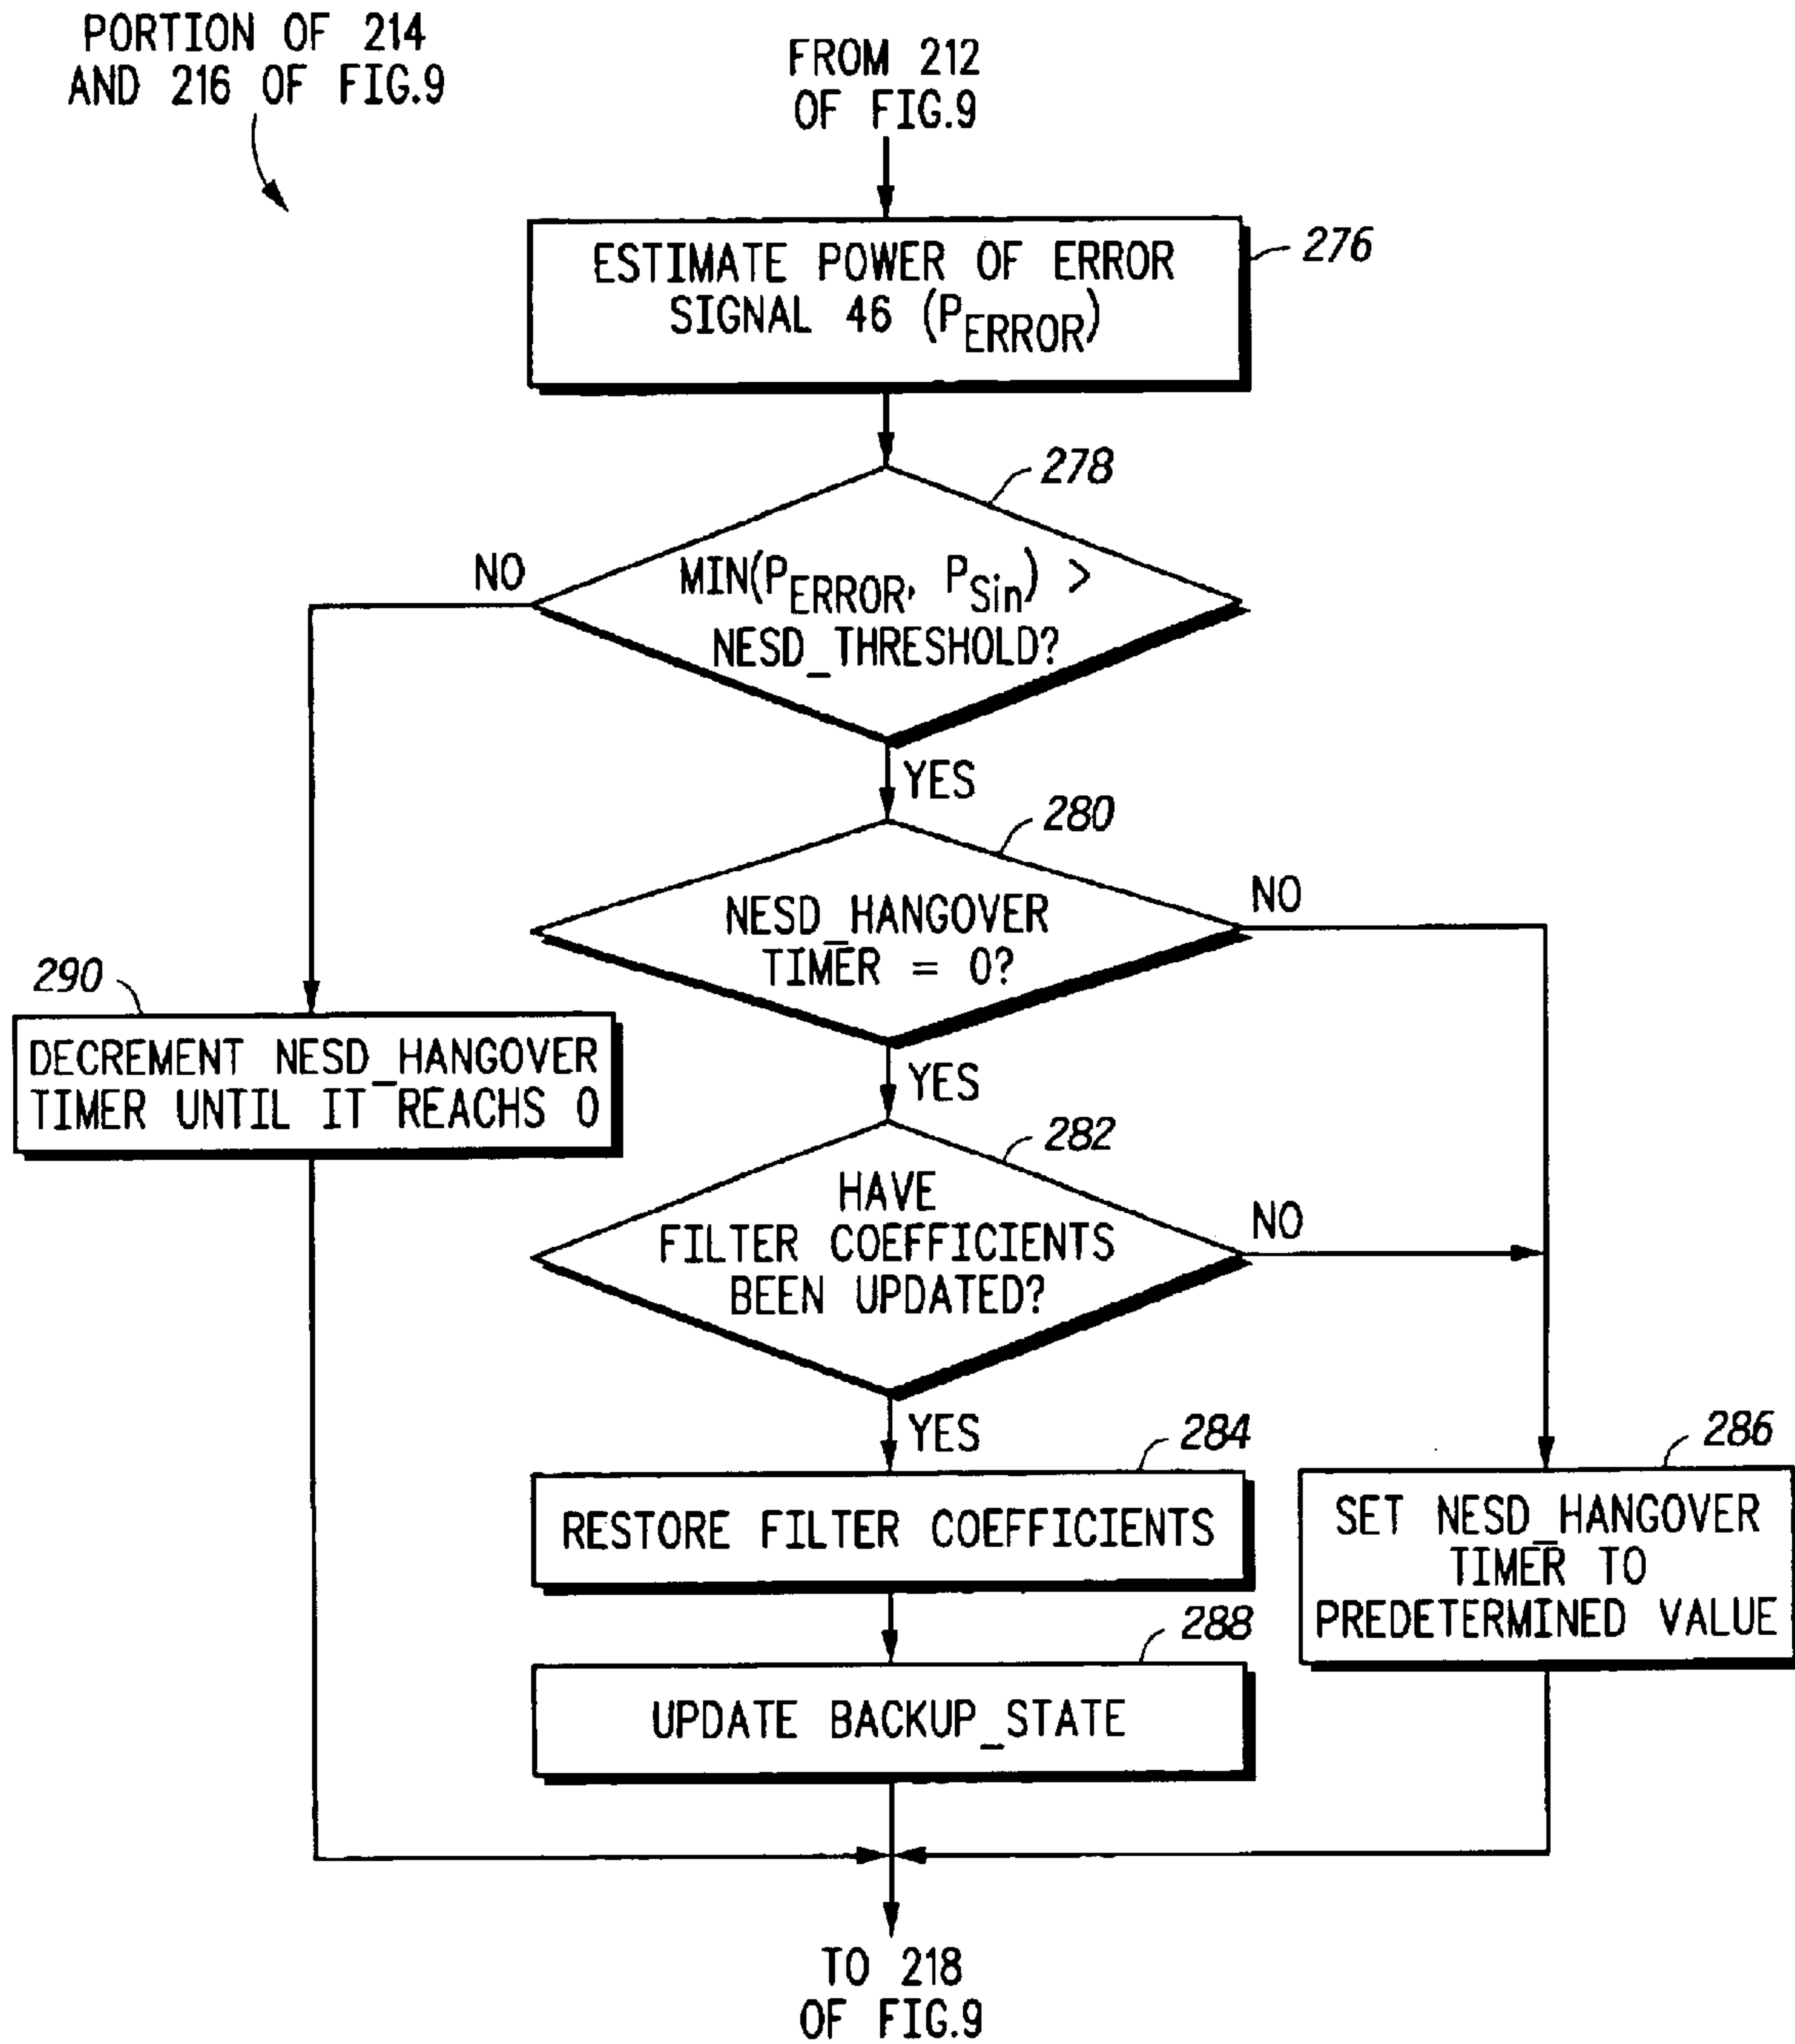 PORTION OF 214
AND 216 OF FIG.9
FROM 212
OF FIG.9
ESTIMATE POWER OF ERROR
SIGNAL 46 (PERROR)
276
278
MIN(PERROR, PSin) >
NESD_THRESHOLD?
NO
YES
280
NESD_HANGOVER
TIMER = 0?
NO
290
DECREMENT NESD_HANGOVER
TIMER UNTIL IT REACHS 0
YES
282
HAVE
FILTER COEFFICIENTS
BEEN UPDATED?
NO
YES
284
RESTORE FILTER COEFFICIENTS
286
SET NESD_HANGOVER
TIMER TO
PREDETERMINED VALUE
288
UPDATE BACKUP_STATE
TO 218
OF FIG.9